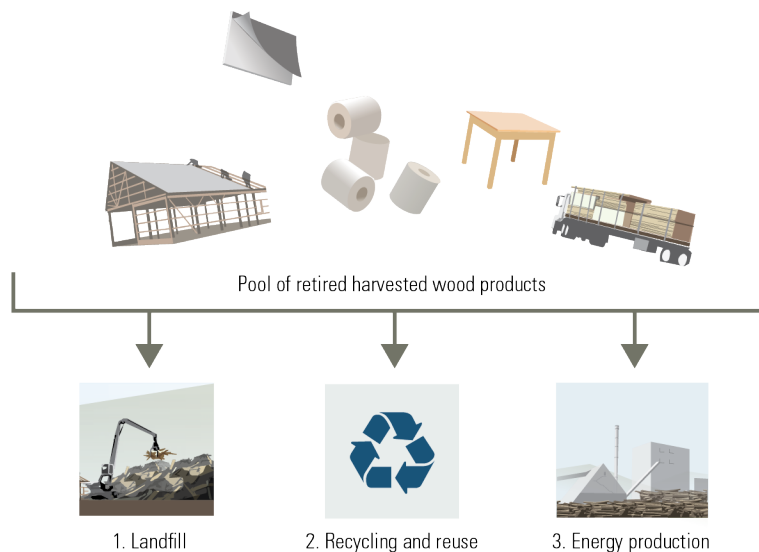 Pool of retired harvested wood products
1. Landfill
2. Recycling and reuse
3. Energy production